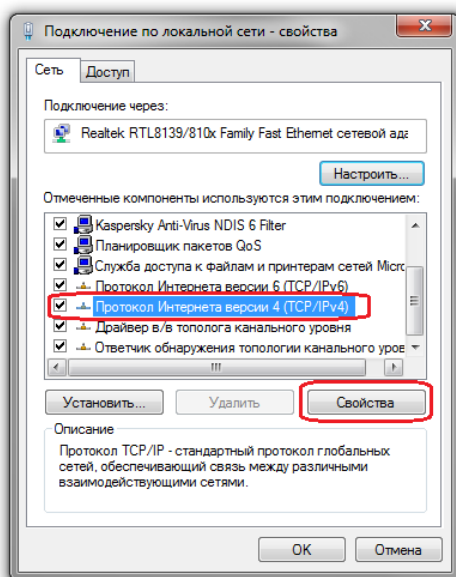 Подключение по локальной сети - свойства
Сеть Доступ
Подключение через:
Realtek RTL8139/810x Family Fast Ethernet сетевой ада
Настроить...
Отмеченные компоненты используются этим подключением:
Kaspersky Anti-Virus NDIS 6 Filter
Планировщик пакетов QoS
Служба доступа к файлам и принтерам сетей Micro
Протокол Интернета версии 6 (TCP/IPv6)
Протокол Интернета версии 4 (TCP/IPv4)
Драйвер в/в тополога канального уровня
Ответчик обнаружения топологии канального уров
Установить... Удалить Свойства
Описание
Протокол TCP/IP - стандартный протокол глобальных
сетей, обеспечивающий связь между различными
взаимодействующими сетями.
OK Отмена